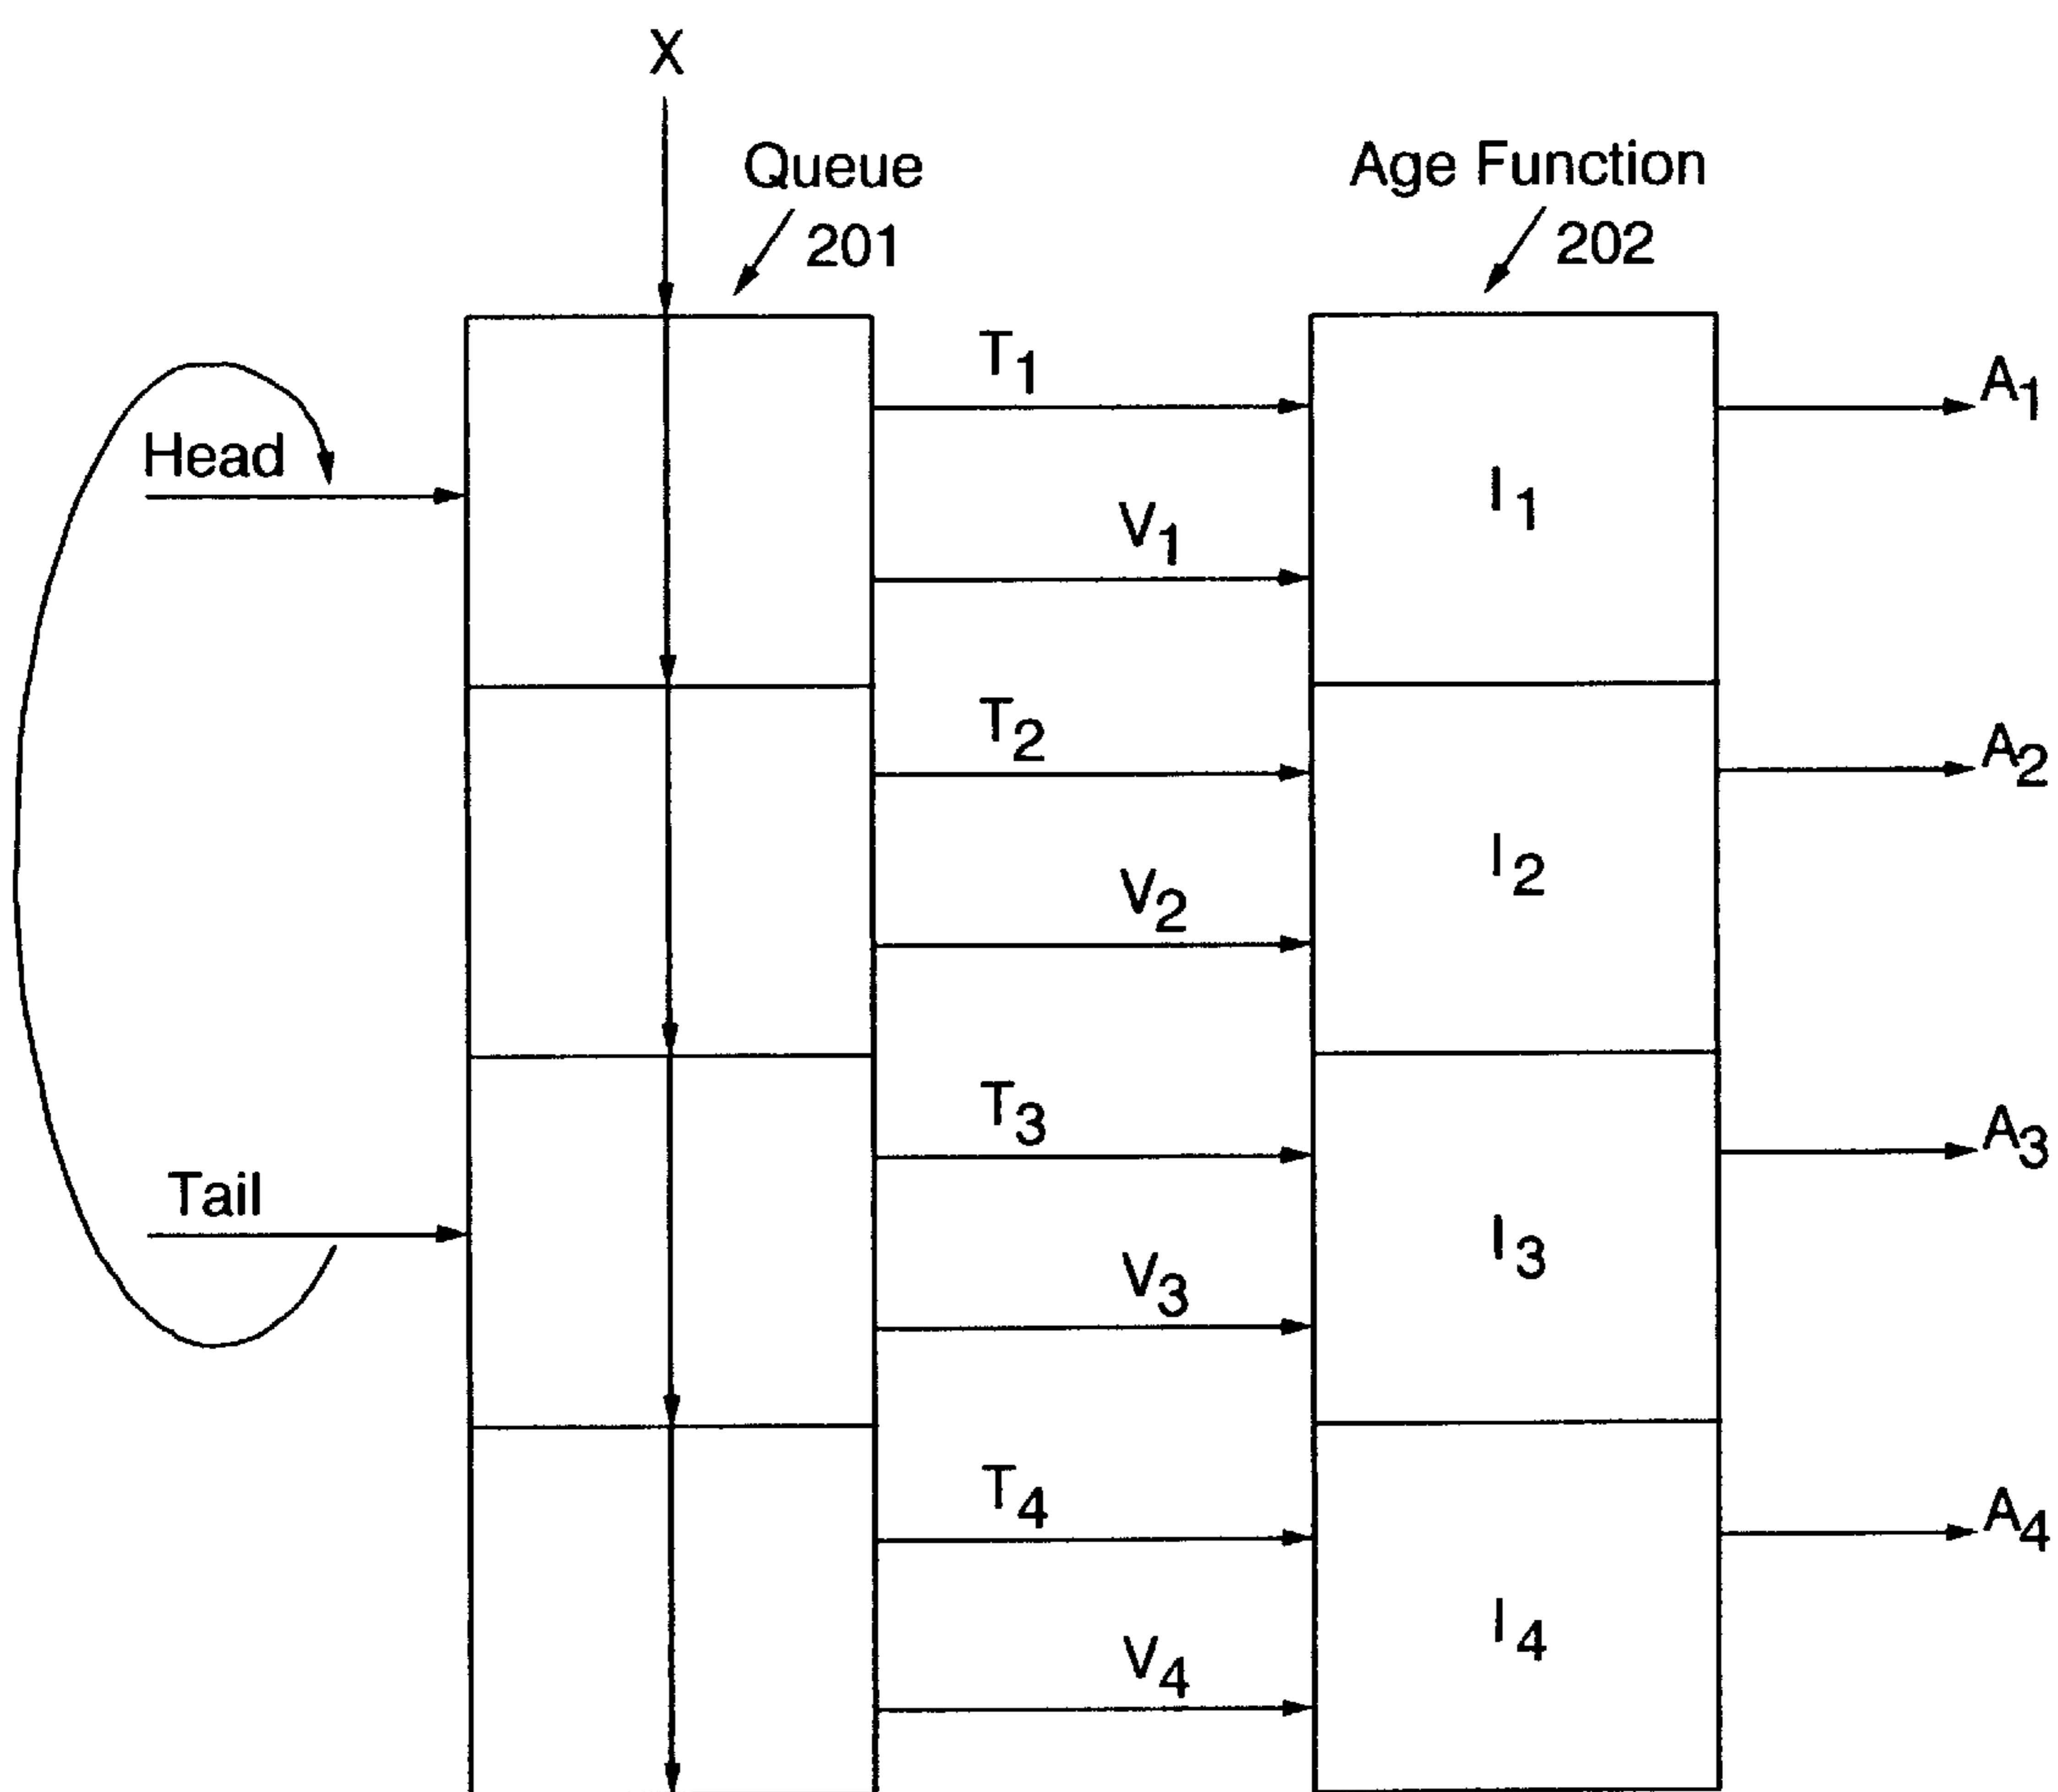 X
Queue
201
Age Function
202
T1
A1
Head
I1
V1
T2
A2
I2
V2
T3
A3
Tail
I3
V3
T4
A4
I4
V4